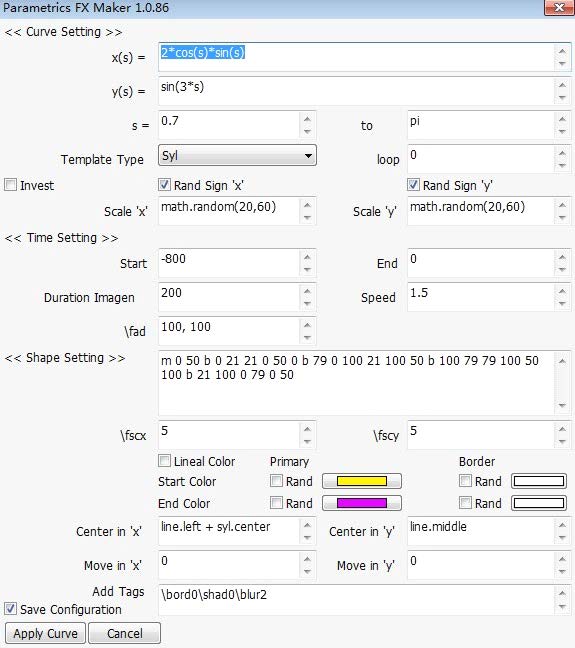 Parametrics FX Maker 1.0.86
<< Curve Setting >>
x(s) = 2*cos(s)*sin(s)
y(s) = sin(3*s)
s = 0.7 to pi
Template Type Syl loop 0
Invest Rand Sign 'x' Rand Sign 'y'
Scale 'x' math.random(20,60) Scale 'y' math.random(20,60)
<< Time Setting >>
Start -800 End 0
Duration Imagen 200 Speed 1.5
\fad 100, 100
<< Shape Setting >> m 0 50 b 0 21 21 0 50 0 b 79 0 100 21 100 50 b 100 79 79 100 50
100 b 21 100 0 79 0 50
\fscx 5 \fscy 5
Lineal Color Primary Border
Start Color Rand Rand
End Color Rand Rand
Center in 'x' line.left + syl.center Center in 'y' line.middle
Move in 'x' 0 Move in 'y' 0
Add Tags \bord0\shad0\blur2
Save Configuration
Apply Curve Cancel